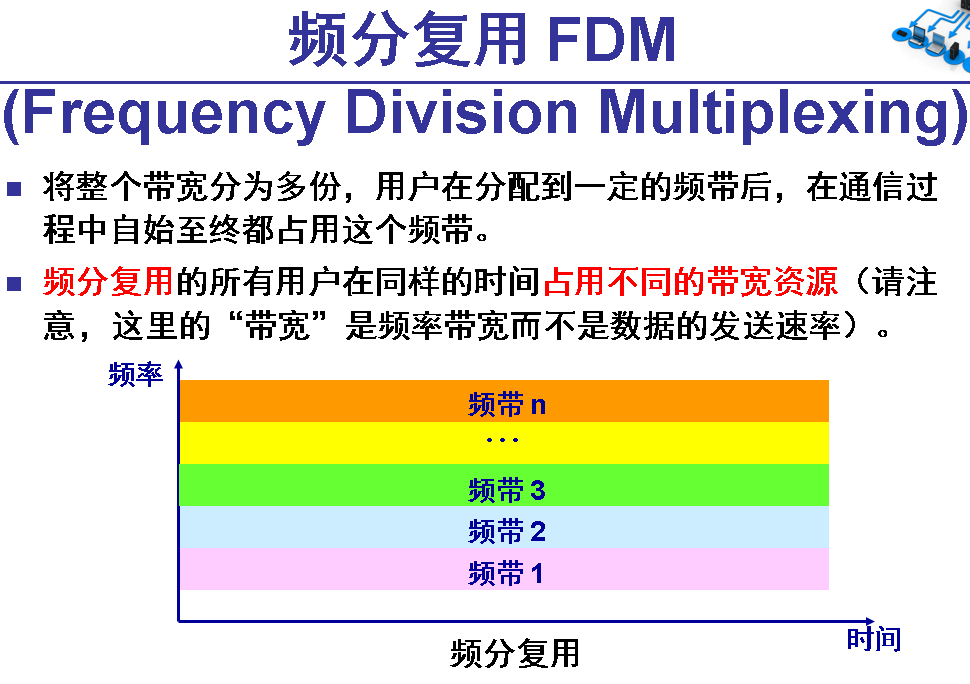 频分复用 FDM
(Frequency Division Multiplexing)
将整个带宽分为多份，用户在分配到一定的频带后，在通信过
程中自始至终都占用这个频带。
频分复用的所有用户在同样的时间占用不同的带宽资源（请注
意，这里的“带宽”是频率带宽而不是数据的发送速率）。
频率
频带 n
…
频带 3
频带 2
频带 1
时间
频分复用